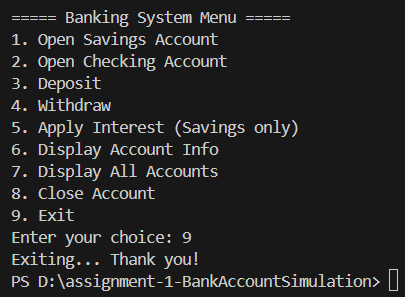 ===== Banking System Menu =====
1. Open Savings Account
2. Open Checking Account
3. Deposit
4. Withdraw
5. Apply Interest (Savings only)
6. Display Account Info
7. Display All Accounts
8. Close Account
9. Exit
Enter your choice: 9
Exiting... Thank you!
PS D:\assignment-1-BankAccountSimulation>